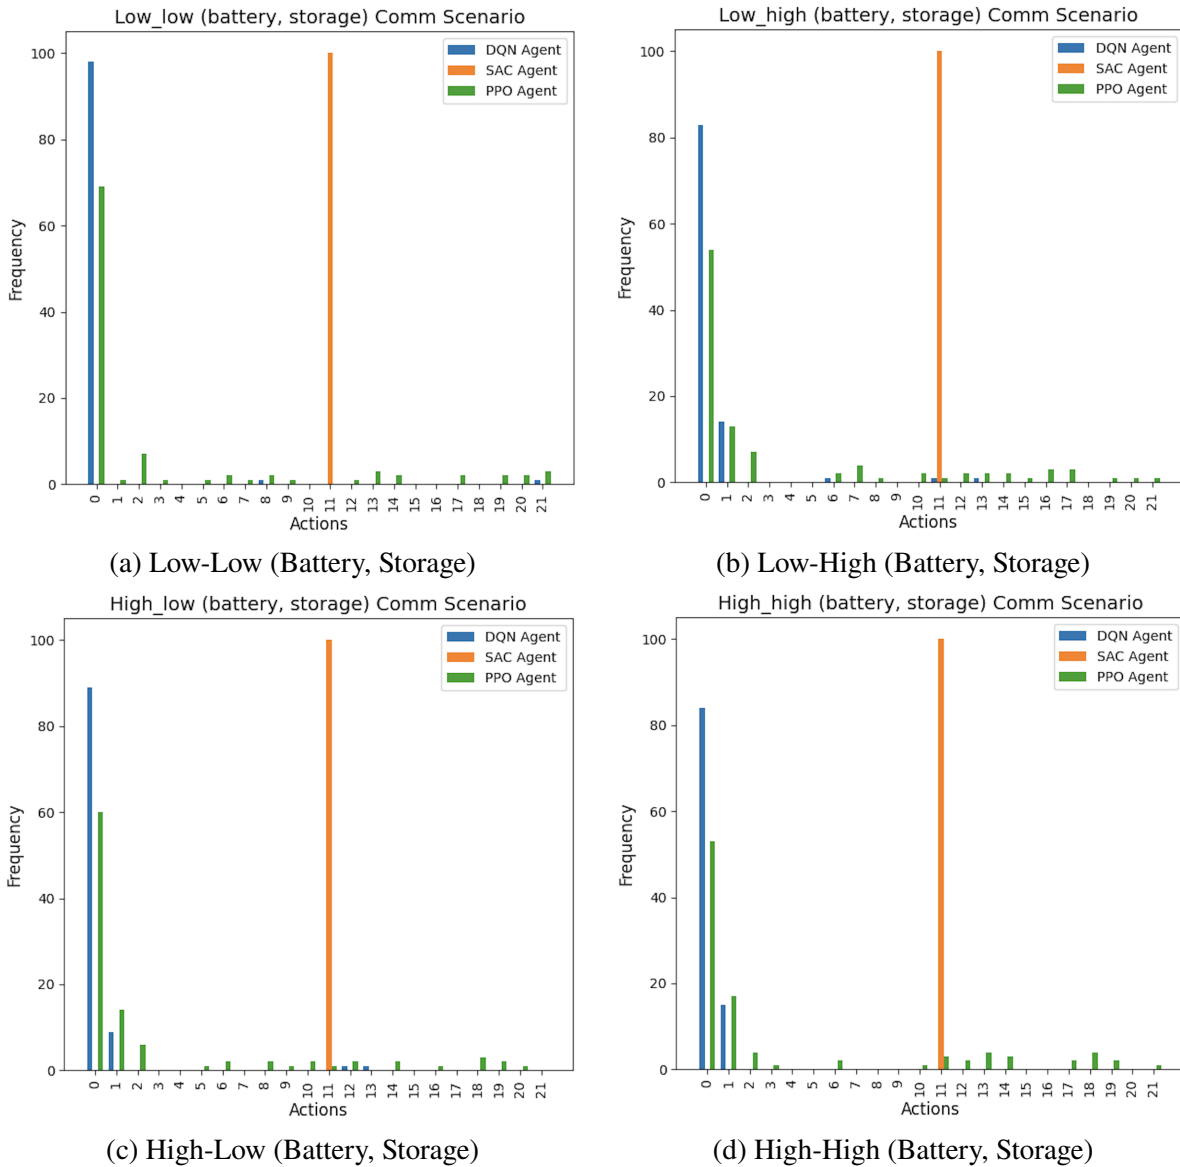 Low_low (battery, storage) Comm Scenario
Low_high (battery, storage) Comm Scenario
DQN Agent
SAC Agent
PPO Agent
DQN Agent
SAC Agent
PPO Agent
100
80
60
40
20
0
Frequency
0 1 2 3 4 5 6 7 8 9 10 11 12 13 14 15 16 17 18 19 20 21
Actions
100
80
60
40
20
0
Frequency
0 1 2 3 4 5 6 7 8 9 10 11 12 13 14 15 16 17 18 19 20 21
Actions
(a) Low-Low (Battery, Storage)
(b) Low-High (Battery, Storage)
High_low (battery, storage) Comm Scenario
High_high (battery, storage) Comm Scenario
DQN Agent
SAC Agent
PPO Agent
DQN Agent
SAC Agent
PPO Agent
100
80
60
40
20
0
Frequency
0 1 2 3 4 5 6 7 8 9 10 11 12 13 14 15 16 17 18 19 20 21
Actions
100
80
60
40
20
0
Frequency
0 1 2 3 4 5 6 7 8 9 10 11 12 13 14 15 16 17 18 19 20 21
Actions
(c) High-Low (Battery, Storage)
(d) High-High (Battery, Storage)